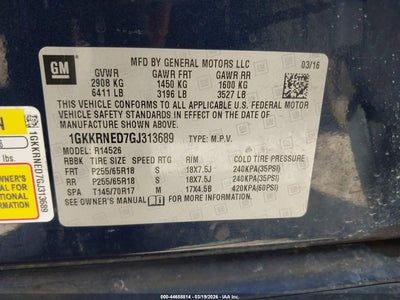 GM
MFD. BY GENERAL MOTORS LLC 03/16
GVWR GAWR FRT GAWR RR
2908 KG 1450 KG 1600 KG
6411 LB 3196 LB 3527 LB
THIS VEHICLE CONFORMS TO ALL APPLICABLE U.S. FEDERAL MOTOR
VEHICLE SAFETY STANDARDS IN EFFECT ON THE DATE OF
MANUFACTURE SHOWN ABOVE.
1GKKRNED7GJ313689 TYPE: M.P.V.
MODEL: R14526
RBBK TIRE SIZE SPEED RTG RIM COLD TIRE PRESSURE
FRT P255/65R18 S 18X7.5J 240KPA(35PSI)
RR P255/65R18 S 18X7.5J 240KPA(35PSI)
SPA T145/70R17 M 17X4.5B 420KPA(60PSI)
SEE OWNER'S MANUAL FOR ADDITIONAL INFORMATION.
1GKKRNED7GJ313689
lbs.
OWNER'S
ADDITIONAL
000-44658814 - 03/19/2026 - IAAHQ